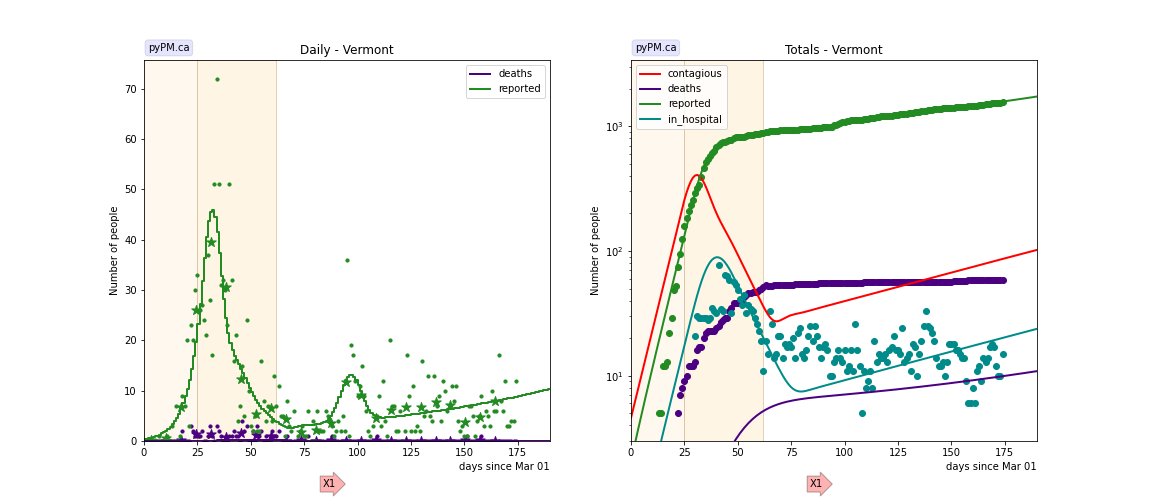 pyPM.ca
Daily - Vermont
deaths
reported
Number of people
70
60
50
40
30
20
10
0
0 25 50 75 100 125 150 175
days since Mar 01
X1
pyPM.ca
Totals - Vermont
contagious
deaths
reported
in_hospital
Number of people
10³
10²
10¹
0 25 50 75 100 125 150 175
days since Mar 01
X1